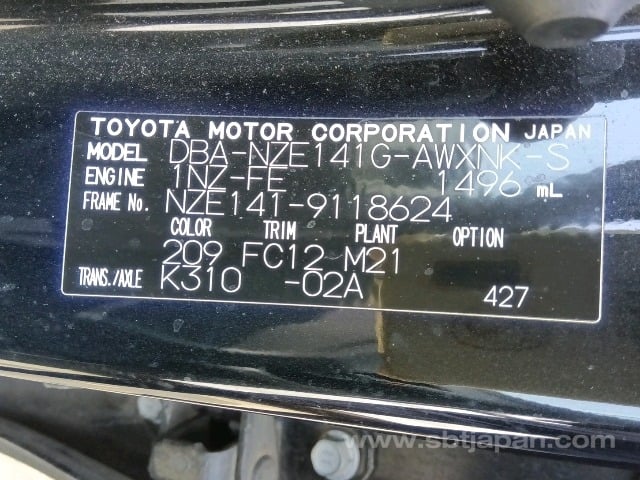 TOYOTA MOTOR CORPORATION JAPAN
MODEL DBA-NZE141G-AWXNK-S
ENGINE 1NZ-FE 1496 mL
FRAME No. NZE141-9118624
COLOR TRIM PLANT OPTION
209 FC12 M21
TRANS./AXLE K310 -02A 427
www.sbtjapan.com